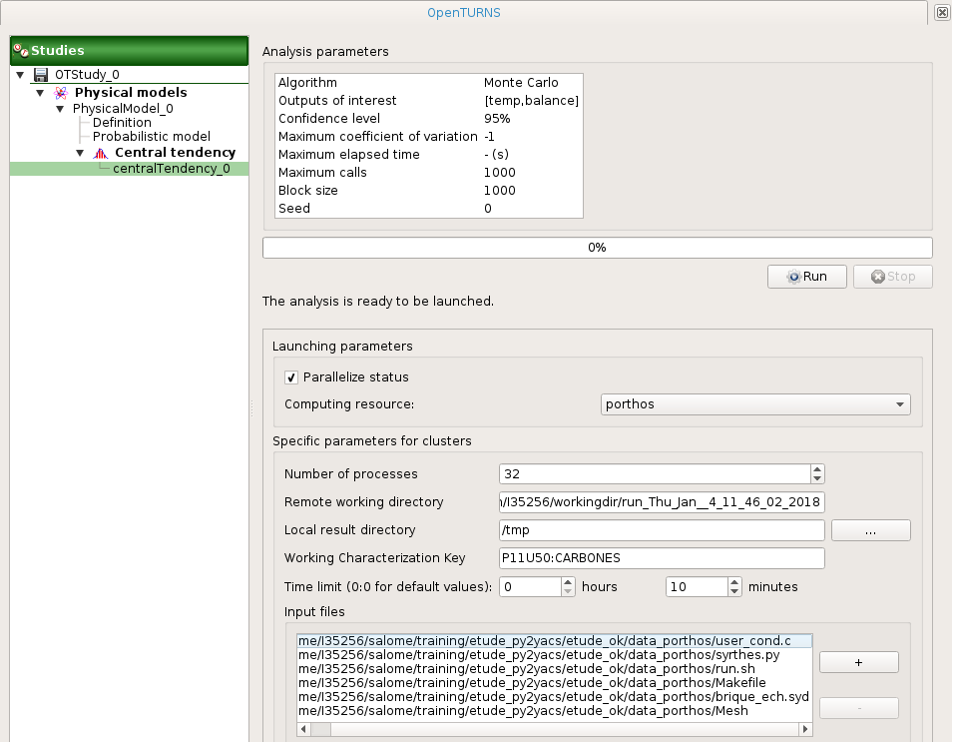 OpenTURNS
Studies
OTStudy_0
Physical models
PhysicalModel_0
Definition
Probabilistic model
Central tendency
centralTendency_0
Analysis parameters
Algorithm Monte Carlo
Outputs of interest [temp,balance]
Confidence level 95%
Maximum coefficient of variation -1
Maximum elapsed time - (s)
Maximum calls 1000
Block size 1000
Seed 0
0%
Run Stop
The analysis is ready to be launched.
Launching parameters
Parallelize status
Computing resource: porthos
Specific parameters for clusters
Number of processes 32
Remote working directory /I35256/workingdir/run_Thu_Jan__4_11_46_02_2018
Local result directory /tmp ...
Working Characterization Key P11U50:CARBONES
Time limit (0:0 for default values): 0 hours 10 minutes
Input files
me/I35256/salome/training/etude_py2yacs/etude_ok/data_porthos/user_cond.c
me/I35256/salome/training/etude_py2yacs/etude_ok/data_porthos/syrthes.py
me/I35256/salome/training/etude_py2yacs/etude_ok/data_porthos/run.sh
me/I35256/salome/training/etude_py2yacs/etude_ok/data_porthos/Makefile
me/I35256/salome/training/etude_py2yacs/etude_ok/data_porthos/brique_ech.syd
me/I35256/salome/training/etude_py2yacs/etude_ok/data_porthos/Mesh
+
-